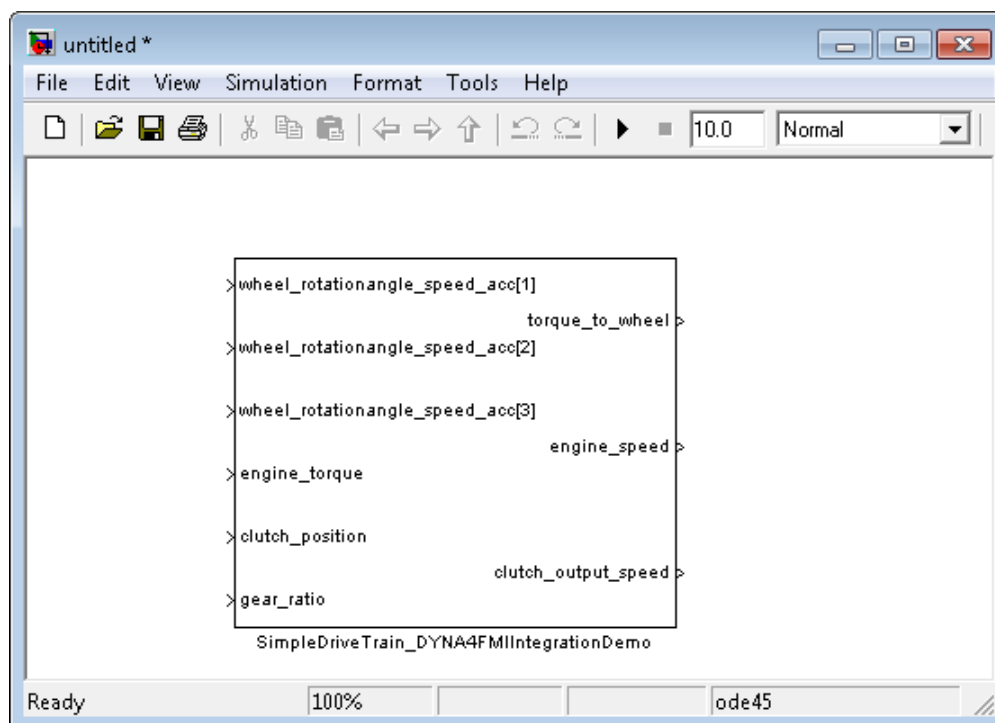 untitled *
File Edit View Simulation Format Tools Help
10.0 Normal
wheel_rotationangle_speed_acc[1]
torque_to_wheel
wheel_rotationangle_speed_acc[2]
wheel_rotationangle_speed_acc[3]
engine_speed
engine_torque
clutch_position
clutch_output_speed
gear_ratio
SimpleDriveTrain_DYNA4FMIIntegrationDemo
Ready 100% ode45